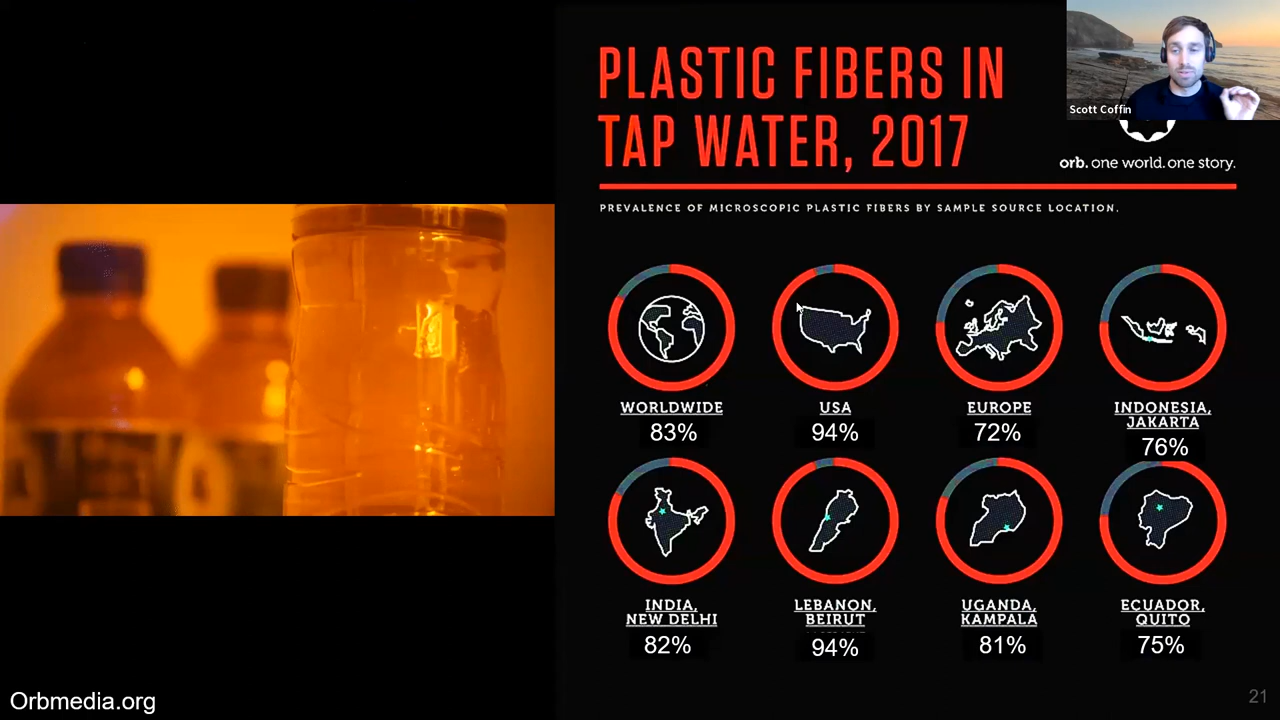 PLASTIC FIBERS IN
TAP WATER, 2017
Scott Coffin
orb. one world. one story.
PREVALENCE OF MICROSCOPIC PLASTIC FIBERS BY SAMPLE SOURCE LOCATION.
WORLDWIDE
83%
USA
94%
EUROPE
72%
INDONESIA,
JAKARTA
76%
INDIA,
NEW DELHI
82%
LEBANON,
BEIRUT
94%
UGANDA,
KAMPALA
81%
ECUADOR,
QUITO
75%
Orbmedia.org
21